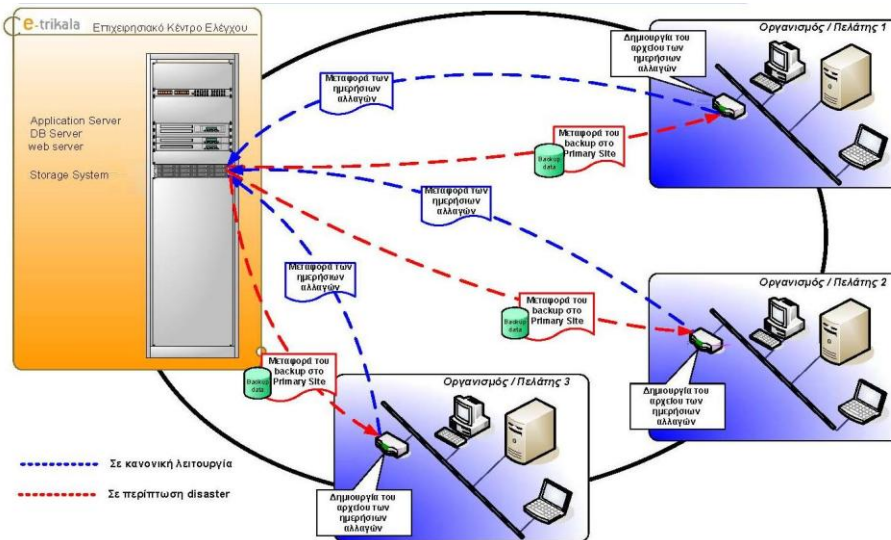 e-trikala Επιχειρησιακό Κέντρο Ελέγχου
Application Server
DB Server
web server
Storage System
Οργανισμός / Πελάτης 1
Δημιουργία του
αρχείου των
ημερήσιων
αλλαγών
Μεταφορά των
ημερήσιων
αλλαγών
Μεταφορά του
backup στο
Primary Site
Backup
data
Μεταφορά των
ημερήσιων
αλλαγών
Οργανισμός / Πελάτης 2
Μεταφορά των
ημερήσιων
αλλαγών
Μεταφορά του
backup στο
Primary Site
Backup
data
Δημιουργία του
αρχείου των
ημερήσιων
αλλαγών
Μεταφορά του
backup στο
Primary Site
Backup
data
Οργανισμός / Πελάτης 3
Δημιουργία του
αρχείου των
ημερήσιων
αλλαγών
Σε κανονική λειτουργία
Σε περίπτωση disaster